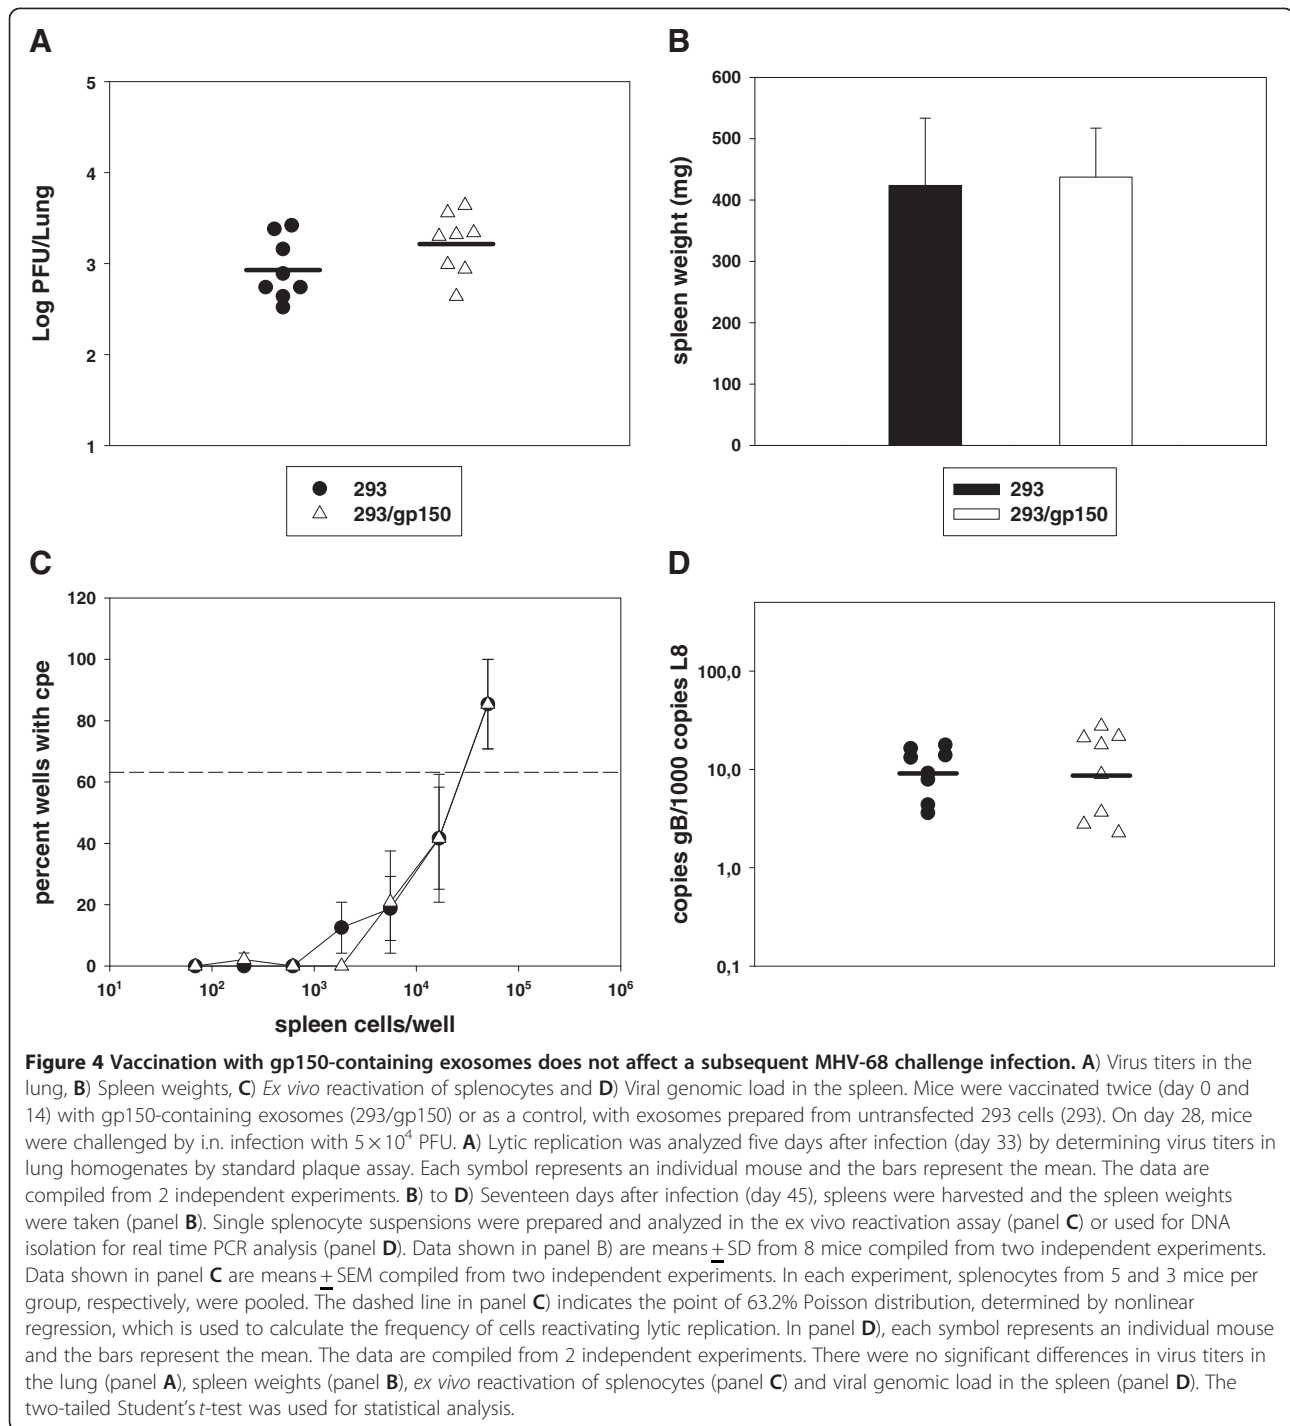 A
5
4
3
2
1
Log PFU/Lung
293
293/gp150
B
600
500
400
300
200
100
0
spleen weight (mg)
293
293/gp150
C
120
100
80
60
40
20
0
percent wells with cpe
10¹ 10² 10³ 10⁴ 10⁵ 10⁶
spleen cells/well
D
100,0
10,0
1,0
0,1
copies gB/1000 copies L8
Figure 4 Vaccination with gp150-containing exosomes does not affect a subsequent MHV-68 challenge infection. A) Virus titers in the
lung, B) Spleen weights, C) Ex vivo reactivation of splenocytes and D) Viral genomic load in the spleen. Mice were vaccinated twice (day 0 and
14) with gp150-containing exosomes (293/gp150) or as a control, with exosomes prepared from untransfected 293 cells (293). On day 28, mice
were challenged by i.n. infection with 5 × 10⁴ PFU. A) Lytic replication was analyzed five days after infection (day 33) by determining virus titers in
lung homogenates by standard plaque assay. Each symbol represents an individual mouse and the bars represent the mean. The data are
compiled from 2 independent experiments. B) to D) Seventeen days after infection (day 45), spleens were harvested and the spleen weights
were taken (panel B). Single splenocyte suspensions were prepared and analyzed in the ex vivo reactivation assay (panel C) or used for DNA
isolation for real time PCR analysis (panel D). Data shown in panel B) are means + SD from 8 mice compiled from two independent experiments.
Data shown in panel C are means + SEM compiled from two independent experiments. In each experiment, splenocytes from 5 and 3 mice per
group, respectively, were pooled. The dashed line in panel C) indicates the point of 63.2% Poisson distribution, determined by nonlinear
regression, which is used to calculate the frequency of cells reactivating lytic replication. In panel D), each symbol represents an individual mouse
and the bars represent the mean. The data are compiled from 2 independent experiments. There were no significant differences in virus titers in
the lung (panel A), spleen weights (panel B), ex vivo reactivation of splenocytes (panel C) and viral genomic load in the spleen (panel D). The
two-tailed Student's t-test was used for statistical analysis.